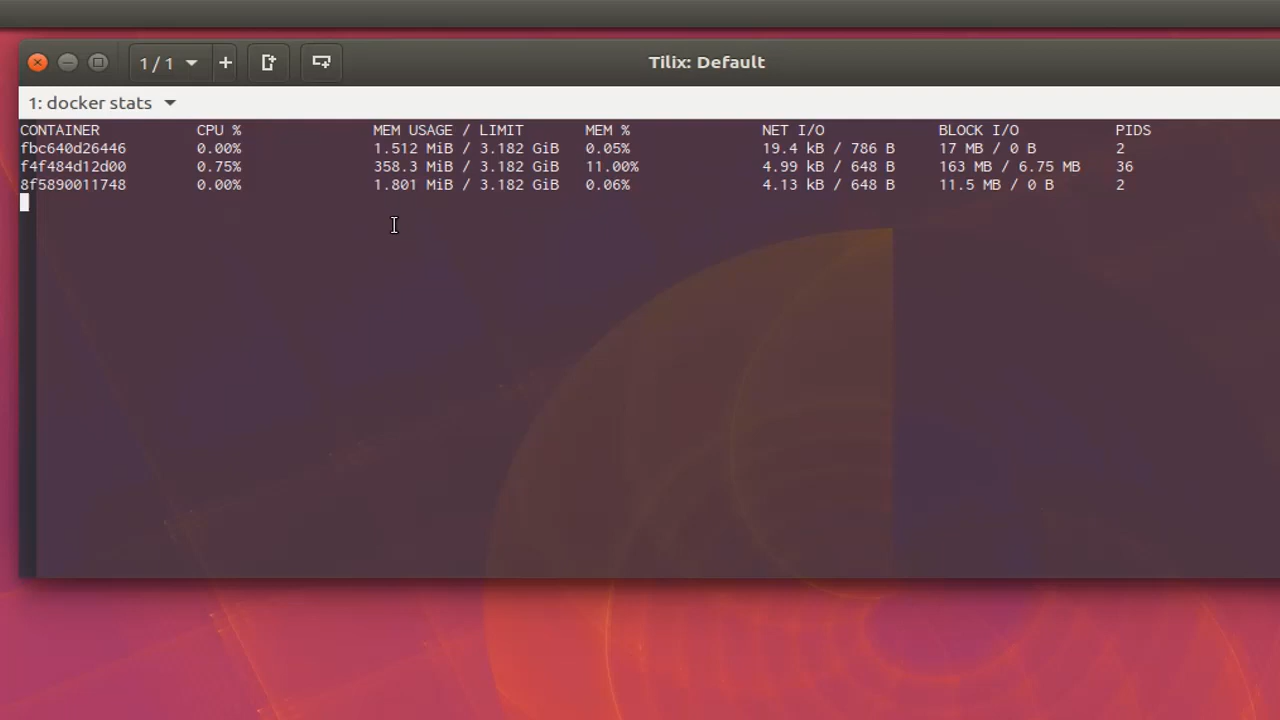 1 / 1
Tilix: Default
1: docker stats
CONTAINER CPU % MEM USAGE / LIMIT MEM % NET I/O BLOCK I/O PIDS
fbc640d26446 0.00% 1.512 MiB / 3.182 GiB 0.05% 19.4 kB / 786 B 17 MB / 0 B 2
f4f484d12d00 0.75% 358.3 MiB / 3.182 GiB 11.00% 4.99 kB / 648 B 163 MB / 6.75 MB 36
8f5890011748 0.00% 1.801 MiB / 3.182 GiB 0.06% 4.13 kB / 648 B 11.5 MB / 0 B 2